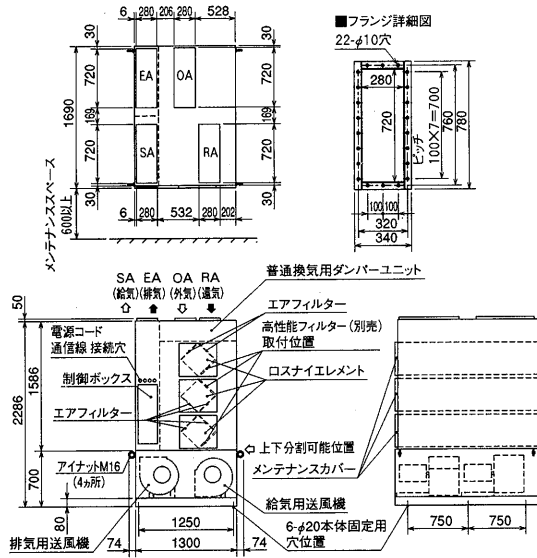 6 280 206 280 528
30
EA OA
720
169
1690
SA RA
720
30
30
720
169
720
30
6 280 532 280 202
メンテナンススペース
600以上
■フランジ詳細図
22-φ10穴
280
720
ピッチ
100×7=700
760
780
100 100
320
340
SA EA OA RA
(給気)(排気)(外気)(還気)
普通換気用ダンパーユニット
エアフィルター
高性能フィルター(別売)
取付位置
ロスナイエレメント
電源コード
通信線 接続穴
制御ボックス
エアフィルター
50
1586
2286
700
80
アイナットM16
(4ヵ所)
上下分割可能位置
メンテナンスカバー
給気用送風機
排気用送風機
1250
74 1300 74
6-φ20本体固定用
穴位置
750 750